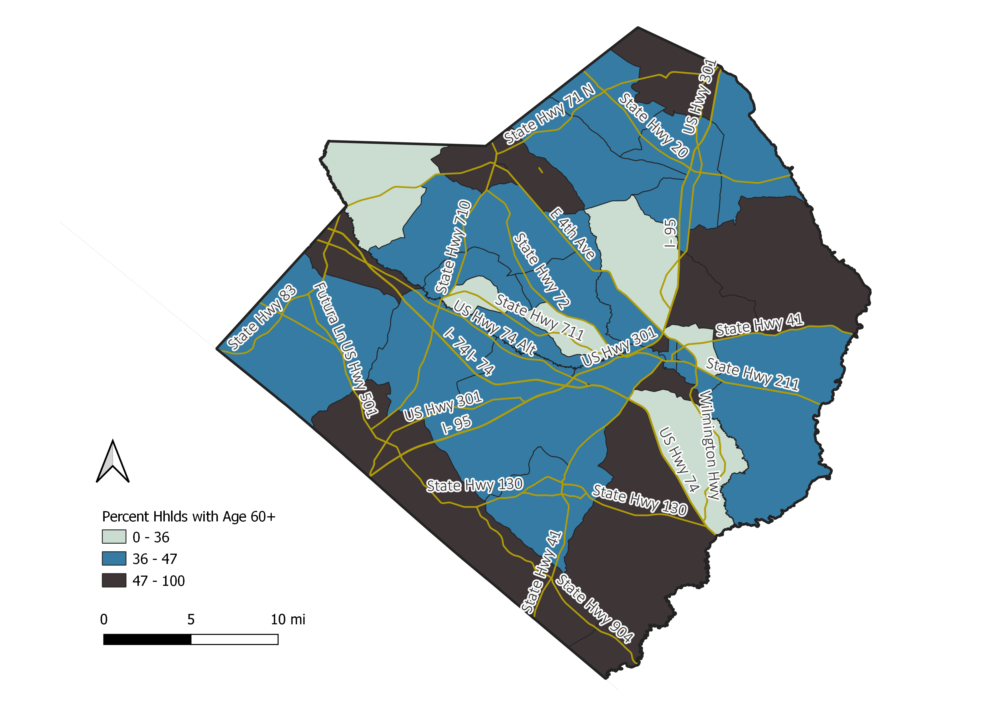 US Hwy 301
State Hwy 71 N
State Hwy 20
State Hwy 710
E 4th Ave
I- 95
State Hwy 72
State Hwy 83
Futura Ln US Hwy 501
State Hwy 711
US Hwy 74 Alt
I- 74 I- 74
US Hwy 301
State Hwy 41
State Hwy 211
US Hwy 301
I- 95
Wilmington Hwy
US Hwy 74
State Hwy 130
State Hwy 130
State Hwy 41
State Hwy 904
Percent Hhlds with Age 60+
0 - 36
36 - 47
47 - 100
0 5 10 mi